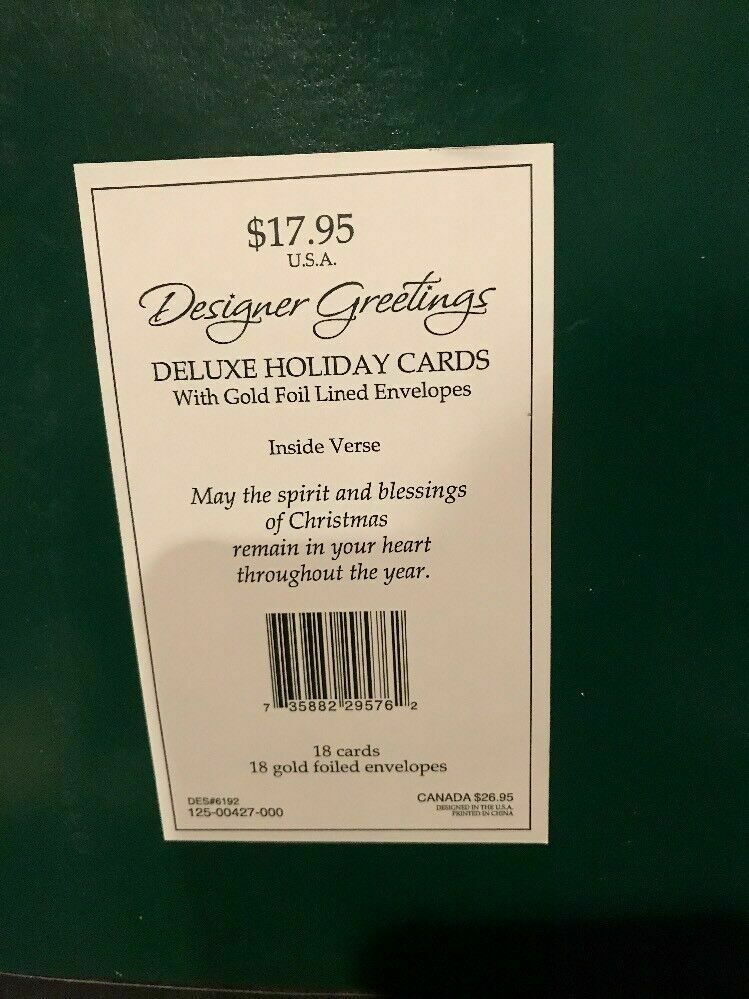 $17.95
U.S.A.
Designer Greetings
DELUXE HOLIDAY CARDS
With Gold Foil Lined Envelopes
Inside Verse
May the spirit and blessings
of Christmas
remain in your heart
throughout the year.
7 35882 29576 2
18 cards
18 gold foiled envelopes
DES#6192
125-00427-000
CANADA $26.95
DESIGNED IN THE U.S.A.
PRINTED IN CHINA